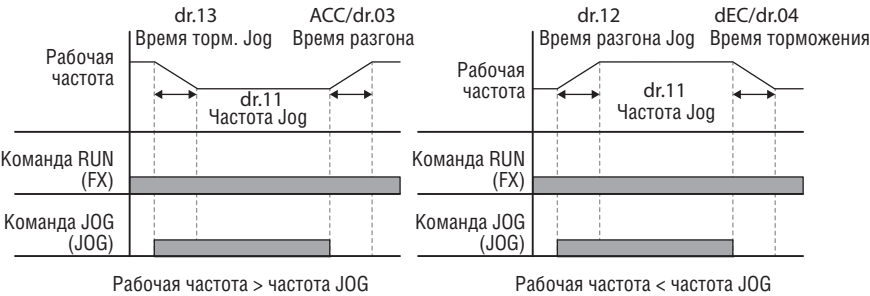 dr.13
Время торм. Jog
ACC/dr.03
Время разгона
Рабочая
частота
dr.11
Частота Jog
Команда RUN
(FX)
Команда JOG
(JOG)
Рабочая частота > частота JOG
dr.12
Время разгона Jog
dEC/dr.04
Время торможения
Рабочая
частота
dr.11
Частота Jog
Команда RUN
(FX)
Команда JOG
(JOG)
Рабочая частота < частота JOG